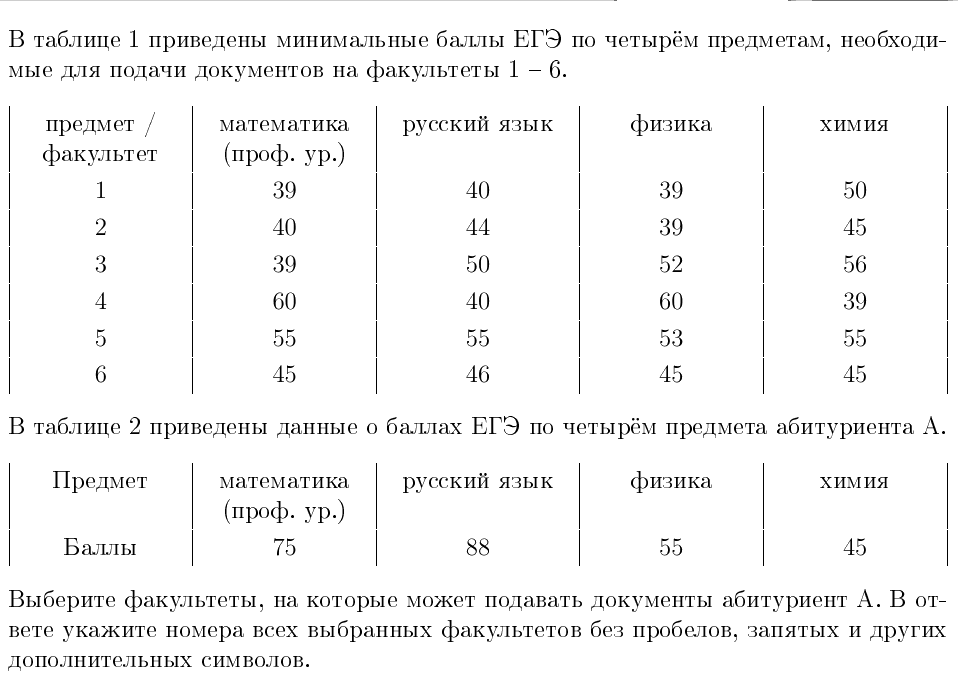 В таблице 1 приведены минимальные баллы ЕГЭ по четырём предметам, необходи-
мые для подачи документов на факультеты 1 – 6.
предмет / факультет математика (проф. ур.) русский язык физика химия
1 39 40 39 50
2 40 44 39 45
3 39 50 52 56
4 60 40 60 39
5 55 55 53 55
6 45 46 45 45
В таблице 2 приведены данные о баллах ЕГЭ по четырём предмета абитуриента А.
Предмет математика (проф. ур.) русский язык физика химия
Баллы 75 88 55 45
Выберите факультеты, на которые может подавать документы абитуриент А. В от-
вете укажите номера всех выбранных факультетов без пробелов, запятых и других
дополнительных символов.